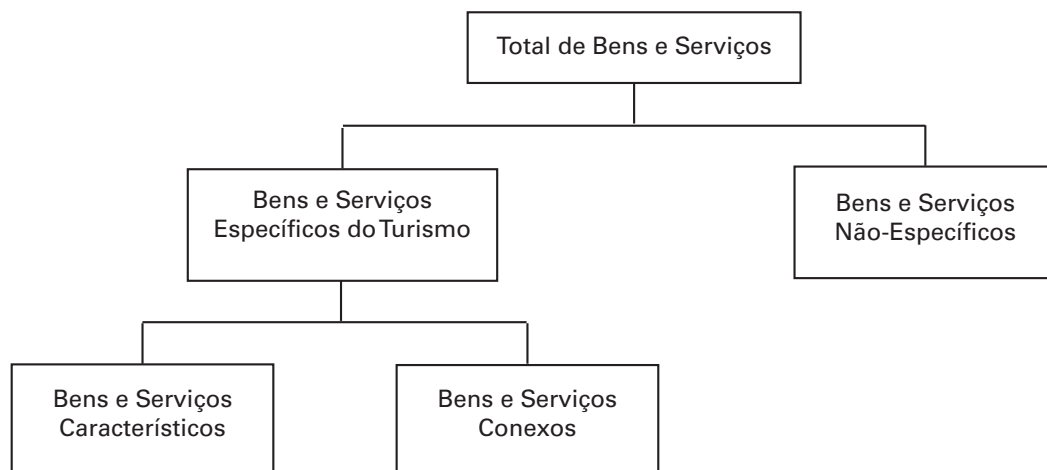 Total de Bens e Serviços
Bens e Serviços
Específicos do Turismo
Bens e Serviços
Não-Específicos
Bens e Serviços
Característicos
Bens e Serviços
Conexos